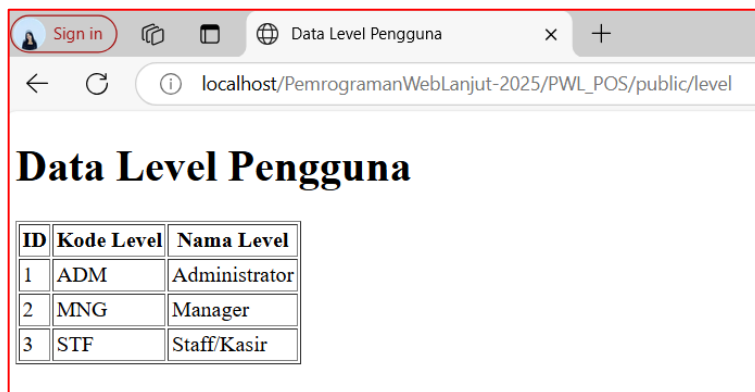 Sign in
Data Level Pengguna
localhost/PemrogramanWebLanjut-2025/PWL_POS/public/level
Data Level Pengguna
ID Kode Level Nama Level
1 ADM Administrator
2 MNG Manager
3 STF Staff/Kasir